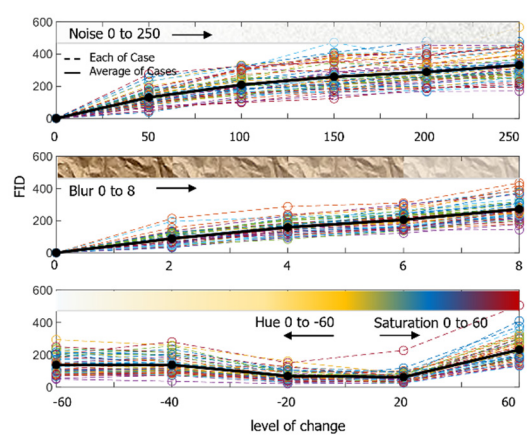 600
Noise 0 to 250
400
Each of Case
Average of Cases
200
0
0 50 100 150 200 250
600
400
Blur 0 to 8
200
0
0 2 4 6 8
FID
600
Hue 0 to -60 Saturation 0 to 60
400
200
0
-60 -40 -20 20 60
level of change